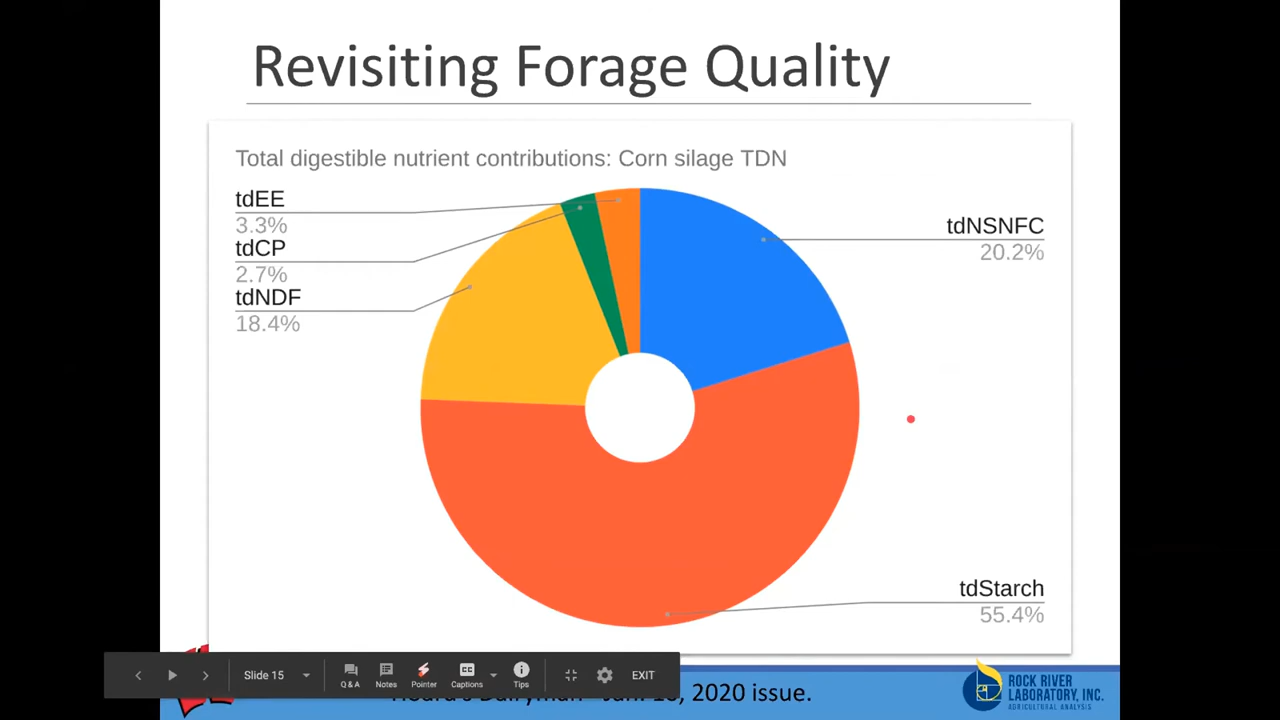 Revisiting Forage Quality
Total digestible nutrient contributions: Corn silage TDN
tdEE
3.3%
tdCP
2.7%
tdNDF
18.4%
tdNSNFC
20.2%
tdStarch
55.4%
Slide 15
Q & A
Notes
Pointer
CC
Captions
Tips
EXIT
2020 issue.
ROCK RIVER
LABORATORY, INC.
AGRICULTURAL ANALYSIS